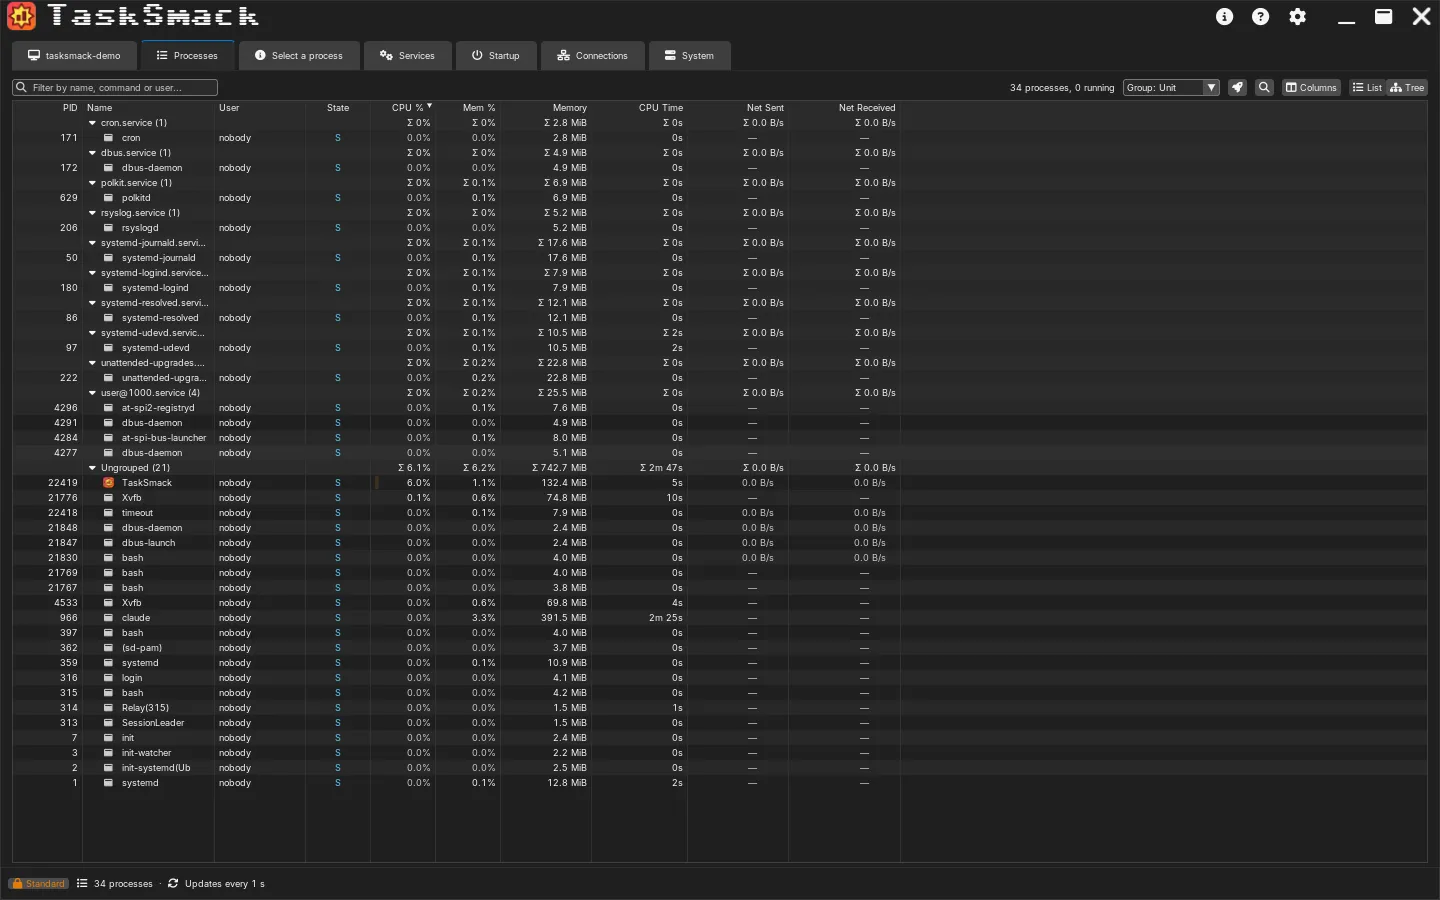 TaskSmack
tasksmack-demo Processes Select a process Services Startup Connections System
Filter by name, command or user... 34 processes, 0 running Group: Unit Columns List Tree
PID Name User State CPU % Mem % Memory CPU Time Net Sent Net Received
cron.service (1) Σ 0% Σ 0% Σ 2.8 MiB Σ 0s Σ 0.0 B/s Σ 0.0 B/s
171 cron nobody S 0.0% 0.0% 2.8 MiB 0s — —
dbus.service (1) Σ 0% Σ 0% Σ 4.9 MiB Σ 0s Σ 0.0 B/s Σ 0.0 B/s
172 dbus-daemon nobody S 0.0% 0.0% 4.9 MiB 0s — —
polkit.service (1) Σ 0% Σ 0.1% Σ 6.9 MiB Σ 0s Σ 0.0 B/s Σ 0.0 B/s
629 polkitd nobody S 0.0% 0.1% 6.9 MiB 0s — —
rsyslog.service (1) Σ 0% Σ 0% Σ 5.2 MiB Σ 0s Σ 0.0 B/s Σ 0.0 B/s
206 rsyslogd nobody S 0.0% 0.0% 5.2 MiB 0s — —
systemd-journald.servi... Σ 0% Σ 0.1% Σ 17.6 MiB Σ 0s Σ 0.0 B/s Σ 0.0 B/s
50 systemd-journald nobody S 0.0% 0.1% 17.6 MiB 0s — —
systemd-logind.service... Σ 0% Σ 0.1% Σ 7.9 MiB Σ 0s Σ 0.0 B/s Σ 0.0 B/s
180 systemd-logind nobody S 0.0% 0.1% 7.9 MiB 0s — —
systemd-resolved.servi... Σ 0% Σ 0.1% Σ 12.1 MiB Σ 0s Σ 0.0 B/s Σ 0.0 B/s
86 systemd-resolved nobody S 0.0% 0.1% 12.1 MiB 0s — —
systemd-udevd.servic... Σ 0% Σ 0.1% Σ 10.5 MiB Σ 2s Σ 0.0 B/s Σ 0.0 B/s
97 systemd-udevd nobody S 0.0% 0.1% 10.5 MiB 2s — —
unattended-upgrades.... Σ 0% Σ 0.2% Σ 22.8 MiB Σ 0s Σ 0.0 B/s Σ 0.0 B/s
222 unattended-upgra... nobody S 0.0% 0.2% 22.8 MiB 0s — —
user@1000.service (4) Σ 0% Σ 0.2% Σ 25.5 MiB Σ 0s Σ 0.0 B/s Σ 0.0 B/s
4296 at-spi2-registryd nobody S 0.0% 0.1% 7.6 MiB 0s — —
4291 dbus-daemon nobody S 0.0% 0.0% 4.9 MiB 0s — —
4284 at-spi-bus-launcher nobody S 0.0% 0.1% 8.0 MiB 0s — —
4277 dbus-daemon nobody S 0.0% 0.0% 5.1 MiB 0s — —
Ungrouped (21) Σ 6.1% Σ 6.2% Σ 742.7 MiB Σ 2m 47s Σ 0.0 B/s Σ 0.0 B/s
22419 TaskSmack nobody S 6.0% 1.1% 132.4 MiB 5s 0.0 B/s 0.0 B/s
21776 Xvfb nobody S 0.1% 0.6% 74.8 MiB 10s — —
22418 timeout nobody S 0.0% 0.1% 7.9 MiB 0s 0.0 B/s 0.0 B/s
21848 dbus-daemon nobody S 0.0% 0.0% 2.4 MiB 0s 0.0 B/s 0.0 B/s
21847 dbus-launch nobody S 0.0% 0.0% 2.4 MiB 0s 0.0 B/s 0.0 B/s
21830 bash nobody S 0.0% 0.0% 4.0 MiB 0s 0.0 B/s 0.0 B/s
21769 bash nobody S 0.0% 0.0% 4.0 MiB 0s — —
21767 bash nobody S 0.0% 0.0% 3.8 MiB 0s — —
4533 Xvfb nobody S 0.0% 0.6% 69.8 MiB 4s — —
966 claude nobody S 0.0% 3.3% 391.5 MiB 2m 25s — —
397 bash nobody S 0.0% 0.0% 4.0 MiB 0s — —
362 (sd-pam) nobody S 0.0% 0.0% 3.7 MiB 0s — —
359 systemd nobody S 0.0% 0.1% 10.9 MiB 0s — —
316 login nobody S 0.0% 0.0% 4.1 MiB 0s — —
315 bash nobody S 0.0% 0.0% 4.2 MiB 0s — —
314 Relay(315) nobody S 0.0% 0.0% 1.5 MiB 1s — —
313 SessionLeader nobody S 0.0% 0.0% 1.5 MiB 0s — —
7 init nobody S 0.0% 0.0% 2.4 MiB 0s — —
3 init-watcher nobody S 0.0% 0.0% 2.2 MiB 0s — —
2 init-systemd(Ub nobody S 0.0% 0.0% 2.5 MiB 0s — —
1 systemd nobody S 0.0% 0.1% 12.8 MiB 2s — —
Standard 34 processes · Updates every 1 s